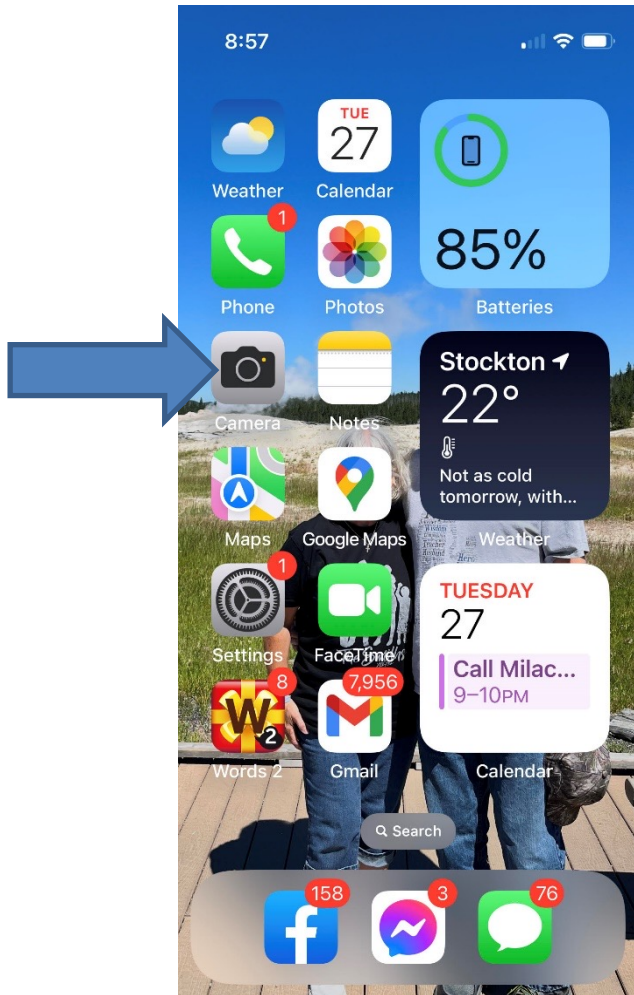 8:57
TUE
27
85%
Weather
Calendar
Batteries
1
Phone
Photos
Stockton
22°
Not as cold
tomorrow, with...
Camera
Notes
Weather
Maps
Google Maps
1
Settings
FaceTime
TUESDAY
27
Call Milac...
9–10PM
Calendar
8
W
2
Words 2
7,956
Gmail
Search
158
3
76